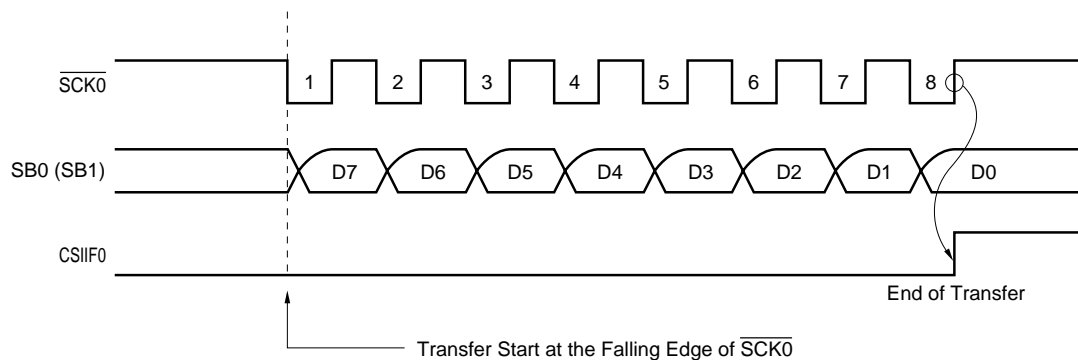 SCK0
1 2 3 4 5 6 7 8
SB0 (SB1)
D7 D6 D5 D4 D3 D2 D1 D0
CSIIF0
End of Transfer
Transfer Start at the Falling Edge of SCK0